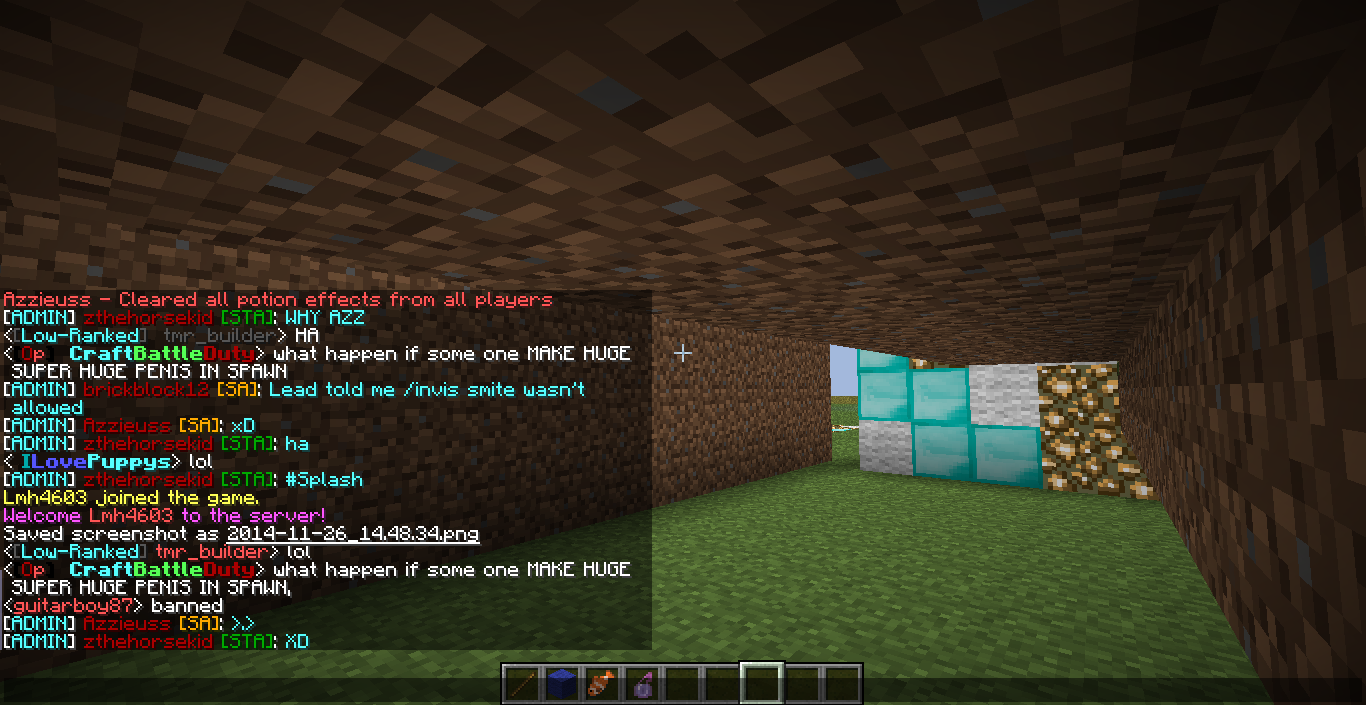 Azzieuss - Cleared all potion effects from all players
[ADMIN] zthehorsekid [STA]: WHY AZZ
<[Low-Ranked] tmr_builder> HA
< Op CraftBattleDuty> what happen if some one MAKE HUGE
SUPER HUGE PENIS IN SPAWN
[ADMIN] brickblock12 [SA]: Lead told me /invis smite wasn't
allowed
[ADMIN] Azzieuss [SA]: xD
[ADMIN] zthehorsekid [STA]: ha
< ILovePuppys> lol
[ADMIN] zthehorsekid [STA]: #Splash
Lmh4603 joined the game.
Welcome Lmh4603 to the server!
Saved screenshot as 2014-11-26_14.48.34.png
<[Low-Ranked] tmr_builder> lol
< Op CraftBattleDuty> what happen if some one MAKE HUGE
SUPER HUGE PENIS IN SPAWN,
<guitarboy87> banned
[ADMIN] Azzieuss [SA]: >.>
[ADMIN] zthehorsekid [STA]: XD